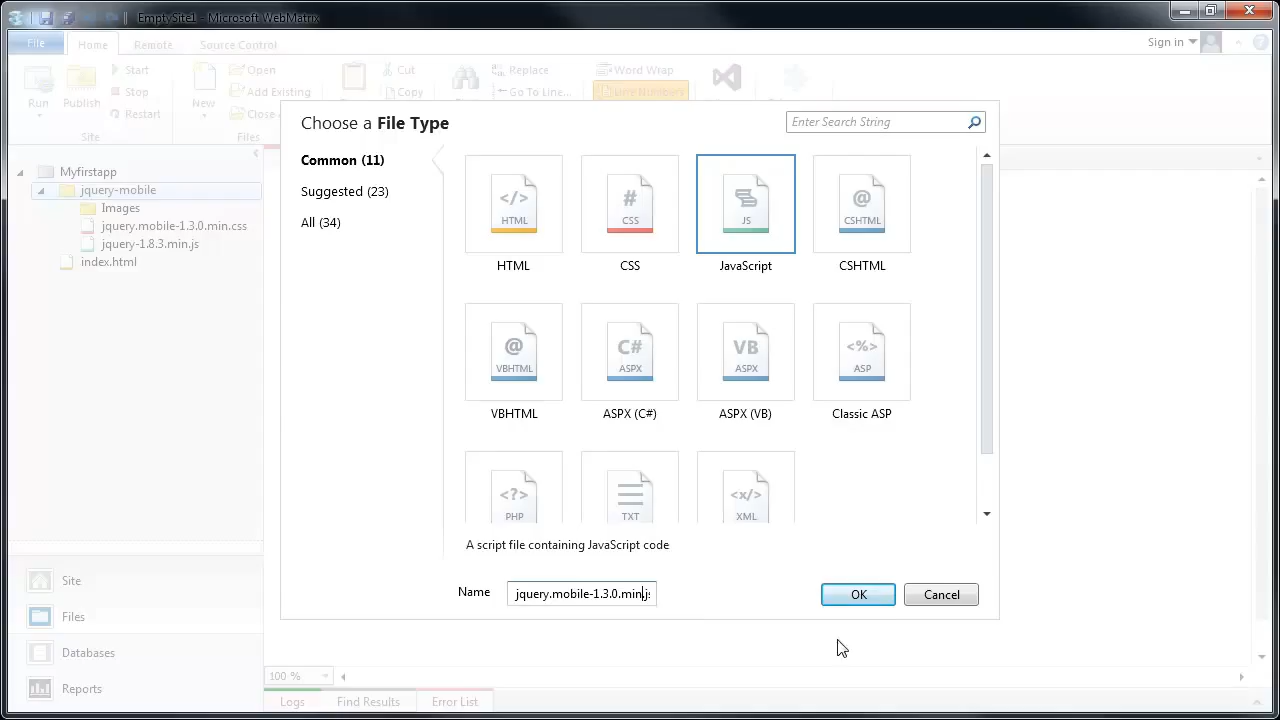 EmptySite1 - Microsoft WebMatrix
File
Home
Remote
Source Control
Sign in
Run
Publish
Start
Stop
Restart
Site
New
Open
Add Existing
Close A
Files
Cut
Copy
Replace
Go To Line...
Word Wrap
Line Numbers
Myfirstapp
jquery-mobile
Images
jquery.mobile-1.3.0.min.css
jquery-1.8.3.min.js
index.html
Site
Files
Databases
Reports
Choose a File Type
Enter Search String
Common (11)
Suggested (23)
All (34)
</> HTML
# CSS
JS
@ CSHTML
HTML
CSS
JavaScript
CSHTML
@ VBHTML
C# ASPX
VB ASPX
<%> ASP
VBHTML
ASPX (C#)
ASPX (VB)
Classic ASP
<?> PHP
TXT
<x/> XML
A script file containing JavaScript code
Name
jquery.mobile-1.3.0.min.js
OK
Cancel
100 %
Logs
Find Results
Error List